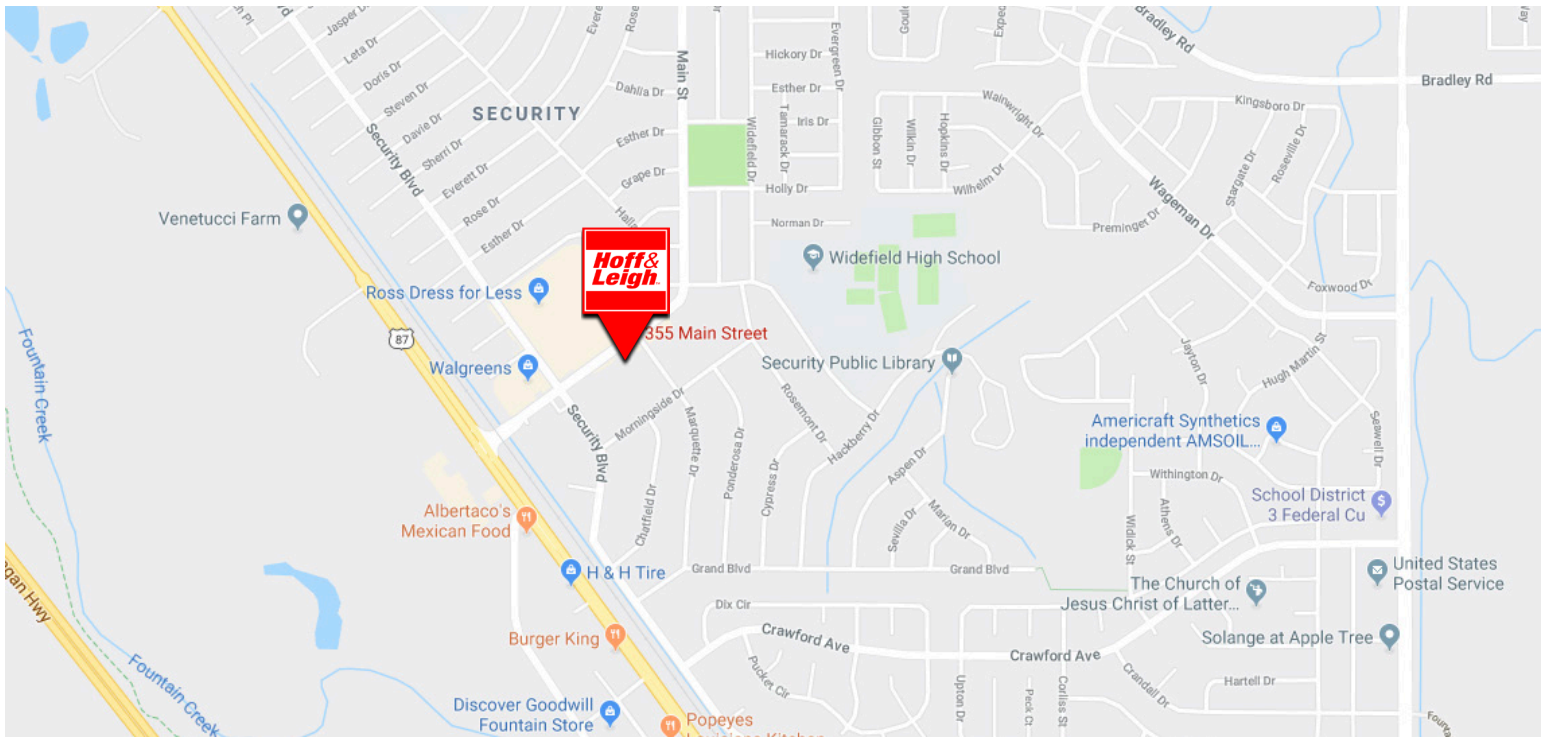 Jasper Dr
Leta Dr
Doris Dr
Steven Dr
Davie Dr
Sherri Dr
Everett Dr
Rose Dr
Esther Dr
Security Blvd
SECURITY
Main St
Dahlia Dr
Esther Dr
Grape Dr
Hickory Dr
Esther Dr
Iris Dr
Tamarack Dr
Evergreen Dr
Widefield Dr
Holly Dr
Norman Dr
Gibbon St
Wilkin Dr
Hopkins Dr
Wainwright Dr
Wilhelm Dr
Bradley Rd
Bradley Rd
Kingsboro Dr
Stargate Dr
Roseville Dr
Wageman Dr
Preminger Dr
Foxwood Dr
Venetucci Farm
Ross Dress for Less
Hoff&
Leigh
355 Main Street
Widefield High School
Security Public Library
87
Walgreens
Fountain Creek
Security Blvd
Morningside Dr
Marquette Dr
Ponderosa Dr
Chatfield Dr
Cypress Dr
Rosemont Dr
Hackberry Dr
Aspen Dr
Sevilla Dr
Marian Dr
Jayton Dr
Hugh Martin St
Seawell Dr
Americraft Synthetics
independent AMSOIL...
Withington Dr
Athens Dr
Widick St
School District
3 Federal Cu
Albertaco's
Mexican Food
H & H Tire
Grand Blvd
Grand Blvd
United States
Postal Service
The Church of
Jesus Christ of Latter...
Solange at Apple Tree
Dix Cir
Crawford Ave
Crawford Ave
Burger King
Pucket Cir
Upton Dr
Peck Ct
Corliss St
Crandall Dr
Hartell Dr
Hwy
Fountain Creek
Discover Goodwill
Fountain Store
Popeyes